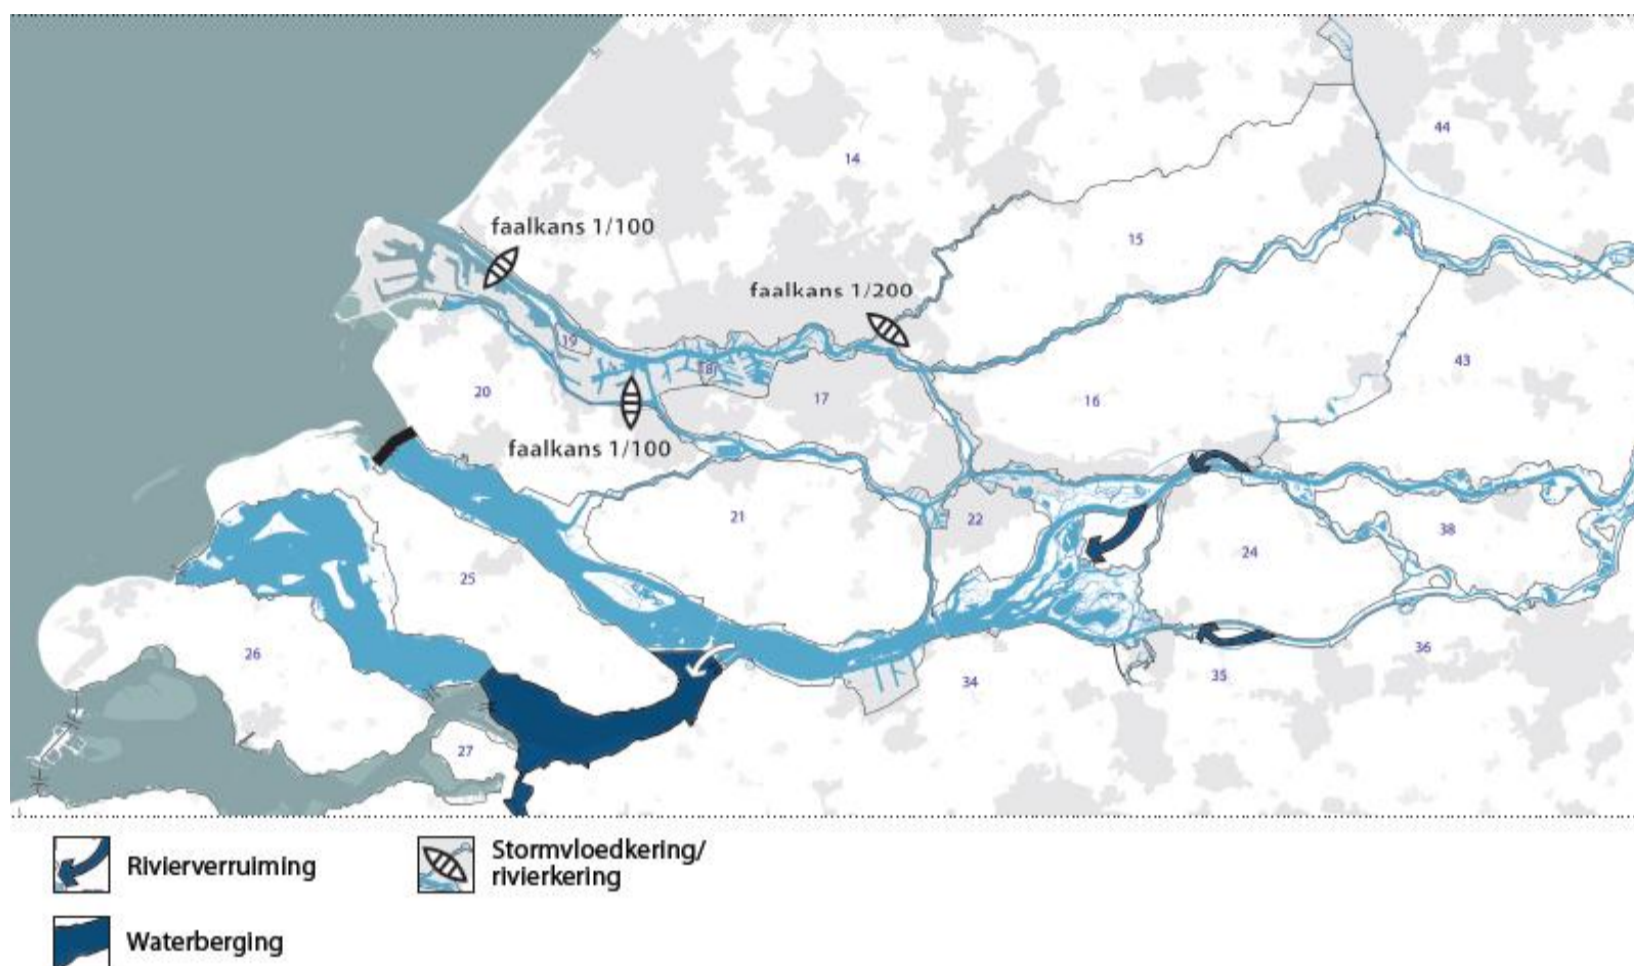 44
14
faalkans 1/100
15
faalkans 1/200
19
43
8
20
17
16
faalkans 1/100
21
22
38
25
24
26
36
35
34
27
Rivierverruiming
Stormvloedkering/
rivierkering
Waterberging